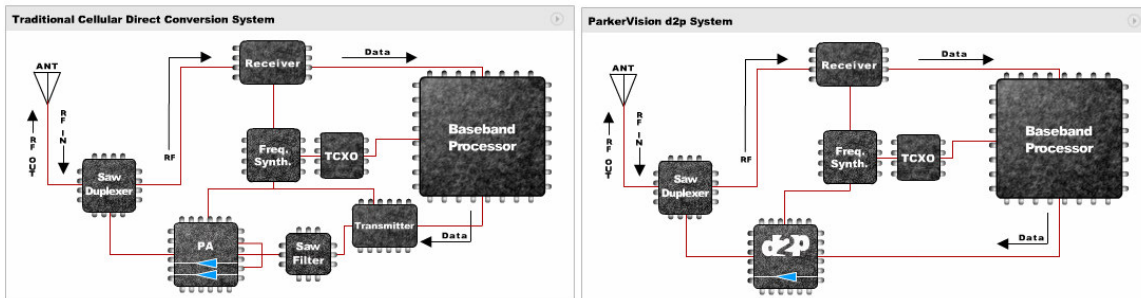 Traditional Cellular Direct Conversion System
ANT
RF OUT
RF IN
RF
Receiver
Data
Baseband
Processor
Freq.
Synth.
TCXO
Saw
Duplexer
PA
Saw
Filter
Transmitter
Data
ParkerVision d2p System
ANT
RF OUT
RF IN
RF
Receiver
Data
Baseband
Processor
Freq.
Synth.
TCXO
Saw
Duplexer
d2p
Data